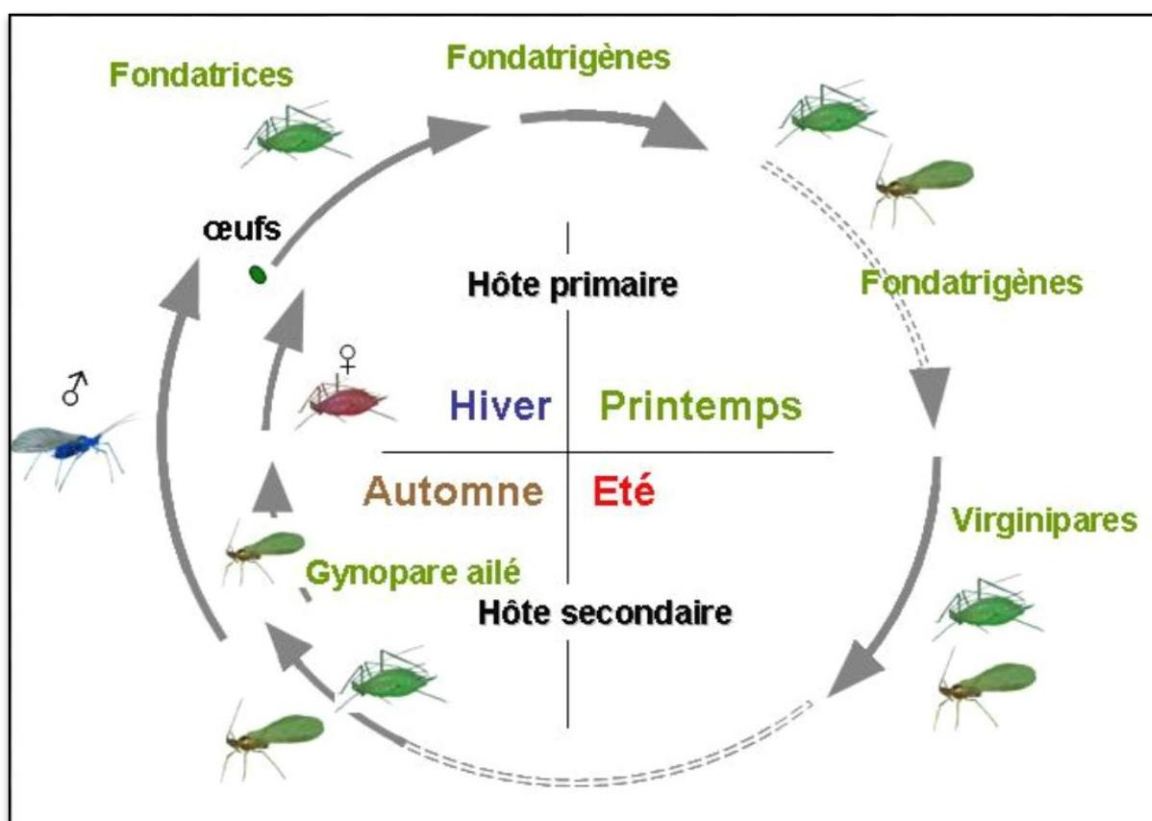 Fondatrices
Fondatrigènes
œufs
Hôte primaire
Fondatrigènes
♂
♀
Hiver
Printemps
Automne
Eté
Virginipares
Gynopare ailé
Hôte secondaire